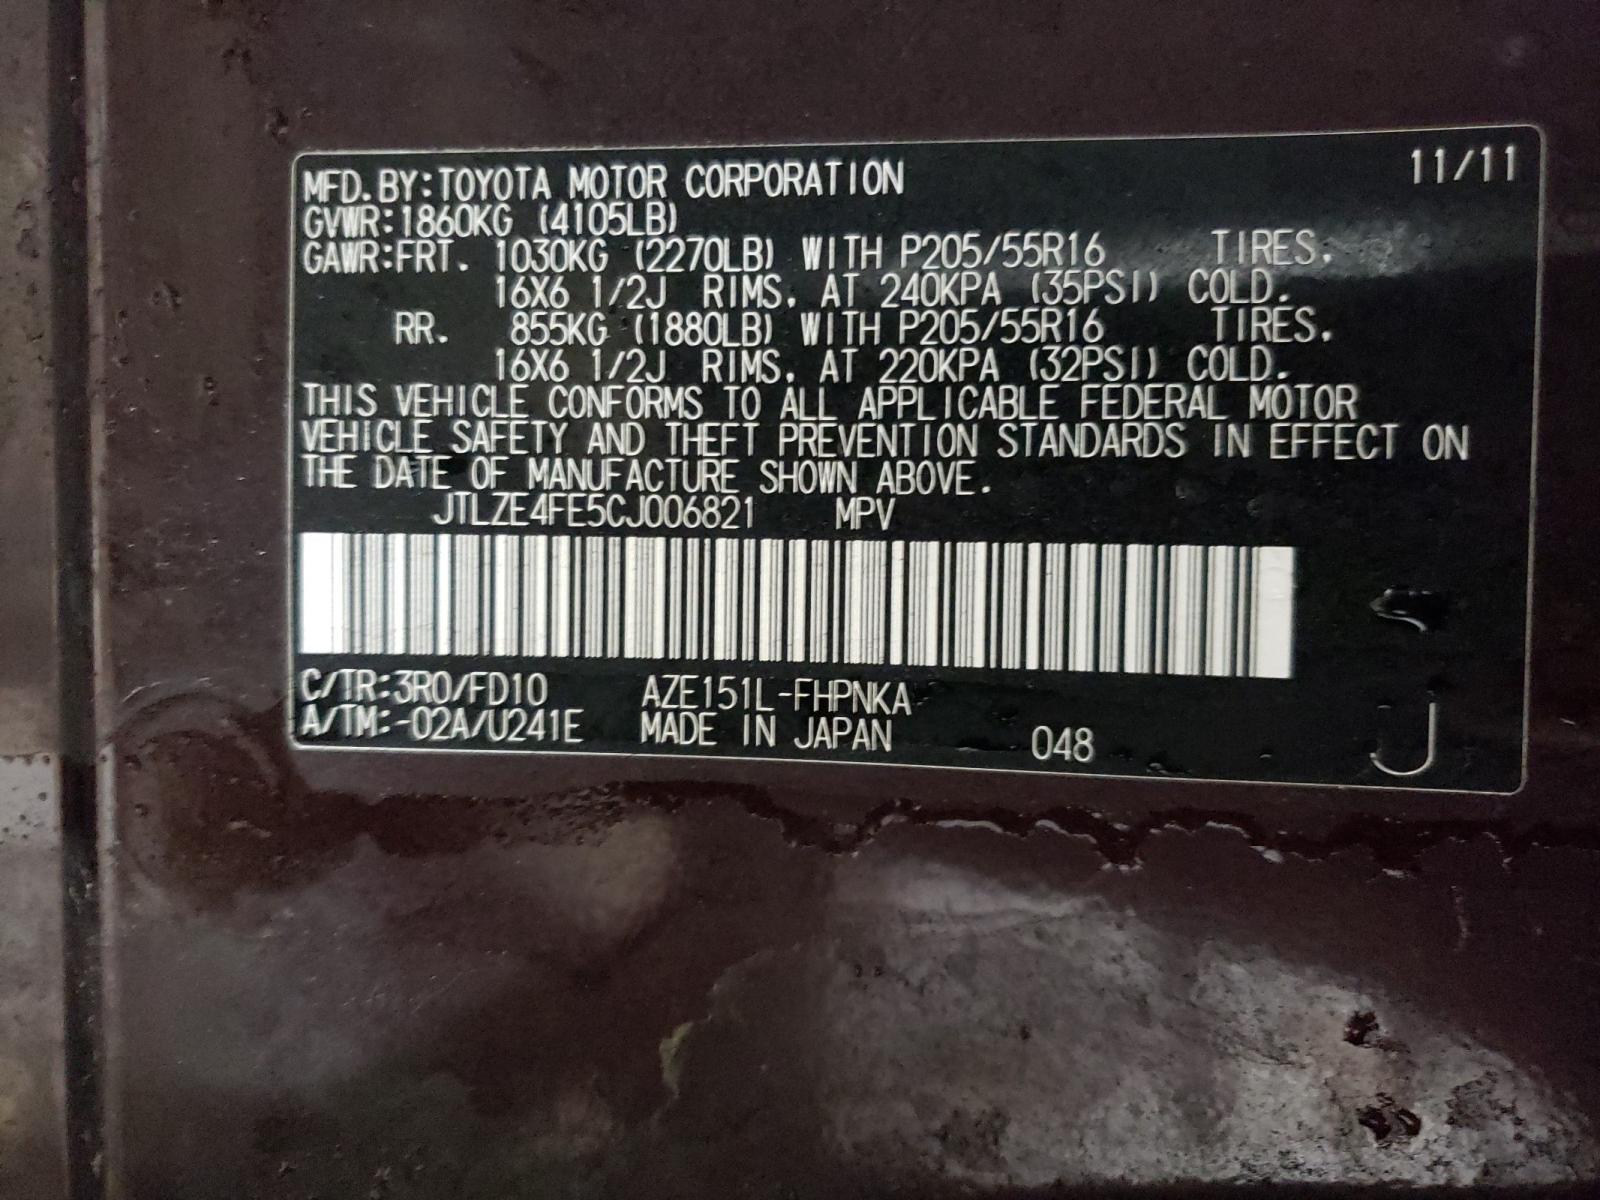 MFD.BY:TOYOTA MOTOR CORPORATION 11/11
GVWR:1860KG (4105LB)
GAWR:FRT. 1030KG (2270LB) WITH P205/55R16 TIRES,
16X6 1/2J RIMS, AT 240KPA (35PSI) COLD.
RR. 855KG (1880LB) WITH P205/55R16 TIRES,
16X6 1/2J RIMS, AT 220KPA (32PSI) COLD.
THIS VEHICLE CONFORMS TO ALL APPLICABLE FEDERAL MOTOR
VEHICLE SAFETY AND THEFT PREVENTION STANDARDS IN EFFECT ON
THE DATE OF MANUFACTURE SHOWN ABOVE.
JTLZE4FE5CJ006821 MPV
C/TR:3R0/FD10 AZE151L-FHPNKA
A/TM:-02A/U241E MADE IN JAPAN 048 J